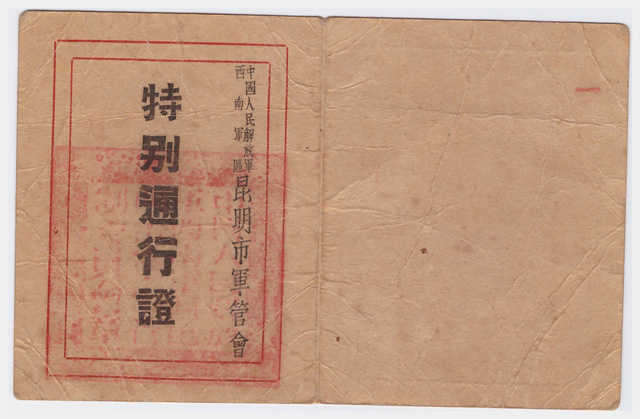 中國人民解放軍
西南軍區
昆明市軍管會
特别通行證